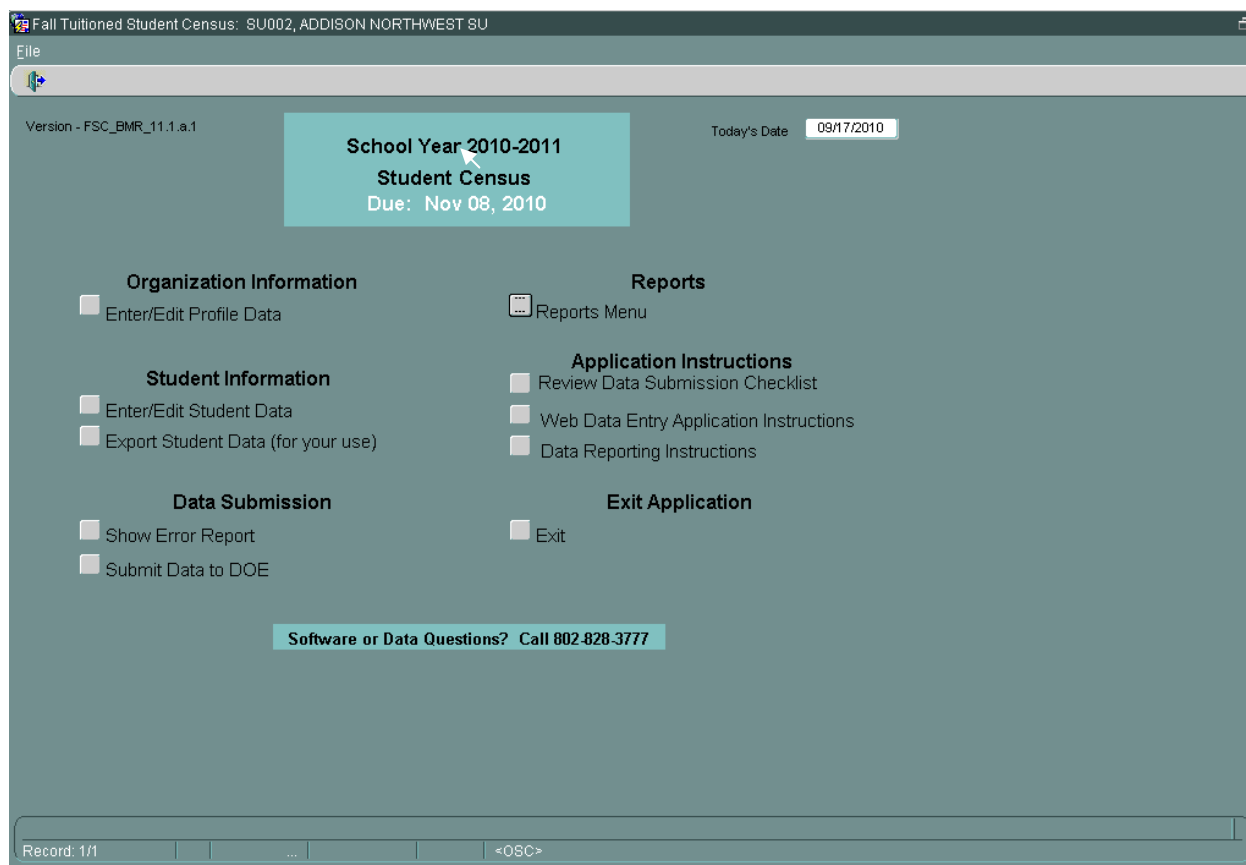 Fall Tuitioned Student Census: SU002, ADDISON NORTHWEST SU
File
Version - FSC_BMR_11.1.a.1
School Year 2010-2011
Student Census
Due: Nov 08, 2010
Today's Date 09/17/2010
Organization Information
Enter/Edit Profile Data
Student Information
Enter/Edit Student Data
Export Student Data (for your use)
Data Submission
Show Error Report
Submit Data to DOE
Reports
Reports Menu
Application Instructions
Review Data Submission Checklist
Web Data Entry Application Instructions
Data Reporting Instructions
Exit Application
Exit
Software or Data Questions? Call 802-828-3777
Record: 1/1 ... <OSC>